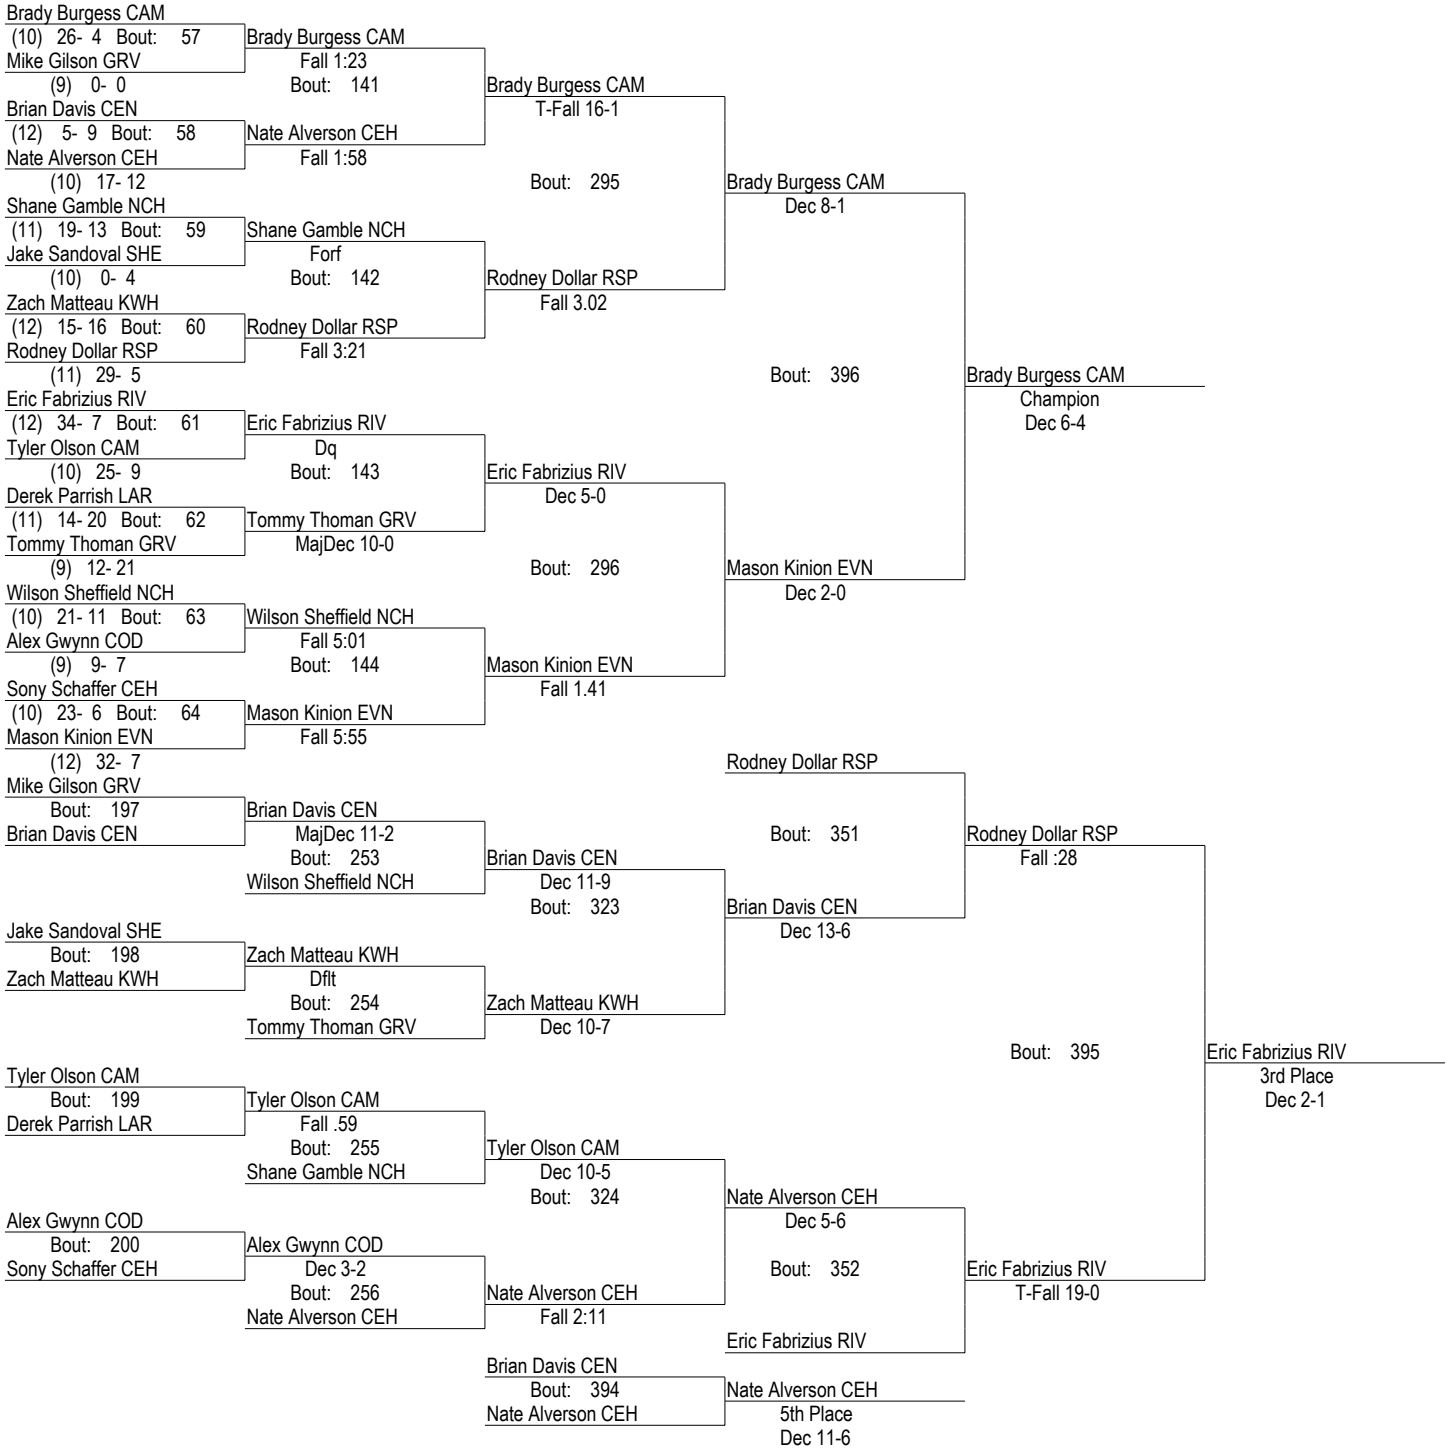 Brady Burgess CAM
(10) 26- 4 Bout: 57
Mike Gilson GRV
(9) 0- 0
Brian Davis CEN
(12) 5- 9 Bout: 58
Nate Alverson CEH
(10) 17- 12
Shane Gamble NCH
(11) 19- 13 Bout: 59
Jake Sandoval SHE
(10) 0- 4
Zach Matteau KWH
(12) 15- 16 Bout: 60
Rodney Dollar RSP
(11) 29- 5
Eric Fabrizius RIV
(12) 34- 7 Bout: 61
Tyler Olson CAM
(10) 25- 9
Derek Parrish LAR
(11) 14- 20 Bout: 62
Tommy Thoman GRV
(9) 12- 21
Wilson Sheffield NCH
(10) 21- 11 Bout: 63
Alex Gwynn COD
(9) 9- 7
Sony Schaffer CEH
(10) 23- 6 Bout: 64
Mason Kinion EVN
(12) 32- 7
Brady Burgess CAM
Fall 1:23
Bout: 141
Nate Alverson CEH
Fall 1:58
Shane Gamble NCH
Forf
Bout: 142
Rodney Dollar RSP
Fall 3:21
Eric Fabrizius RIV
Dq
Bout: 143
Tommy Thoman GRV
MajDec 10-0
Wilson Sheffield NCH
Fall 5:01
Bout: 144
Mason Kinion EVN
Fall 5:55
Brady Burgess CAM
T-Fall 16-1
Bout: 295
Rodney Dollar RSP
Fall 3.02
Eric Fabrizius RIV
Dec 5-0
Bout: 296
Mason Kinion EVN
Fall 1.41
Brady Burgess CAM
Dec 8-1
Bout: 396
Mason Kinion EVN
Dec 2-0
Brady Burgess CAM
Champion
Dec 6-4
Mike Gilson GRV
Bout: 197
Brian Davis CEN
Jake Sandoval SHE
Bout: 198
Zach Matteau KWH
Tyler Olson CAM
Bout: 199
Derek Parrish LAR
Alex Gwynn COD
Bout: 200
Sony Schaffer CEH
Brian Davis CEN
MajDec 11-2
Bout: 253
Wilson Sheffield NCH
Zach Matteau KWH
Dflt
Bout: 254
Tommy Thoman GRV
Tyler Olson CAM
Fall .59
Bout: 255
Shane Gamble NCH
Alex Gwynn COD
Dec 3-2
Bout: 256
Nate Alverson CEH
Brian Davis CEN
Dec 11-9
Bout: 323
Zach Matteau KWH
Dec 10-7
Tyler Olson CAM
Dec 10-5
Bout: 324
Nate Alverson CEH
Fall 2:11
Rodney Dollar RSP
Bout: 351
Brian Davis CEN
Dec 13-6
Nate Alverson CEH
Dec 5-6
Bout: 352
Eric Fabrizius RIV
Rodney Dollar RSP
Fall :28
Bout: 395
Eric Fabrizius RIV
T-Fall 19-0
Eric Fabrizius RIV
3rd Place
Dec 2-1
Brian Davis CEN
Bout: 394
Nate Alverson CEH
Nate Alverson CEH
5th Place
Dec 11-6